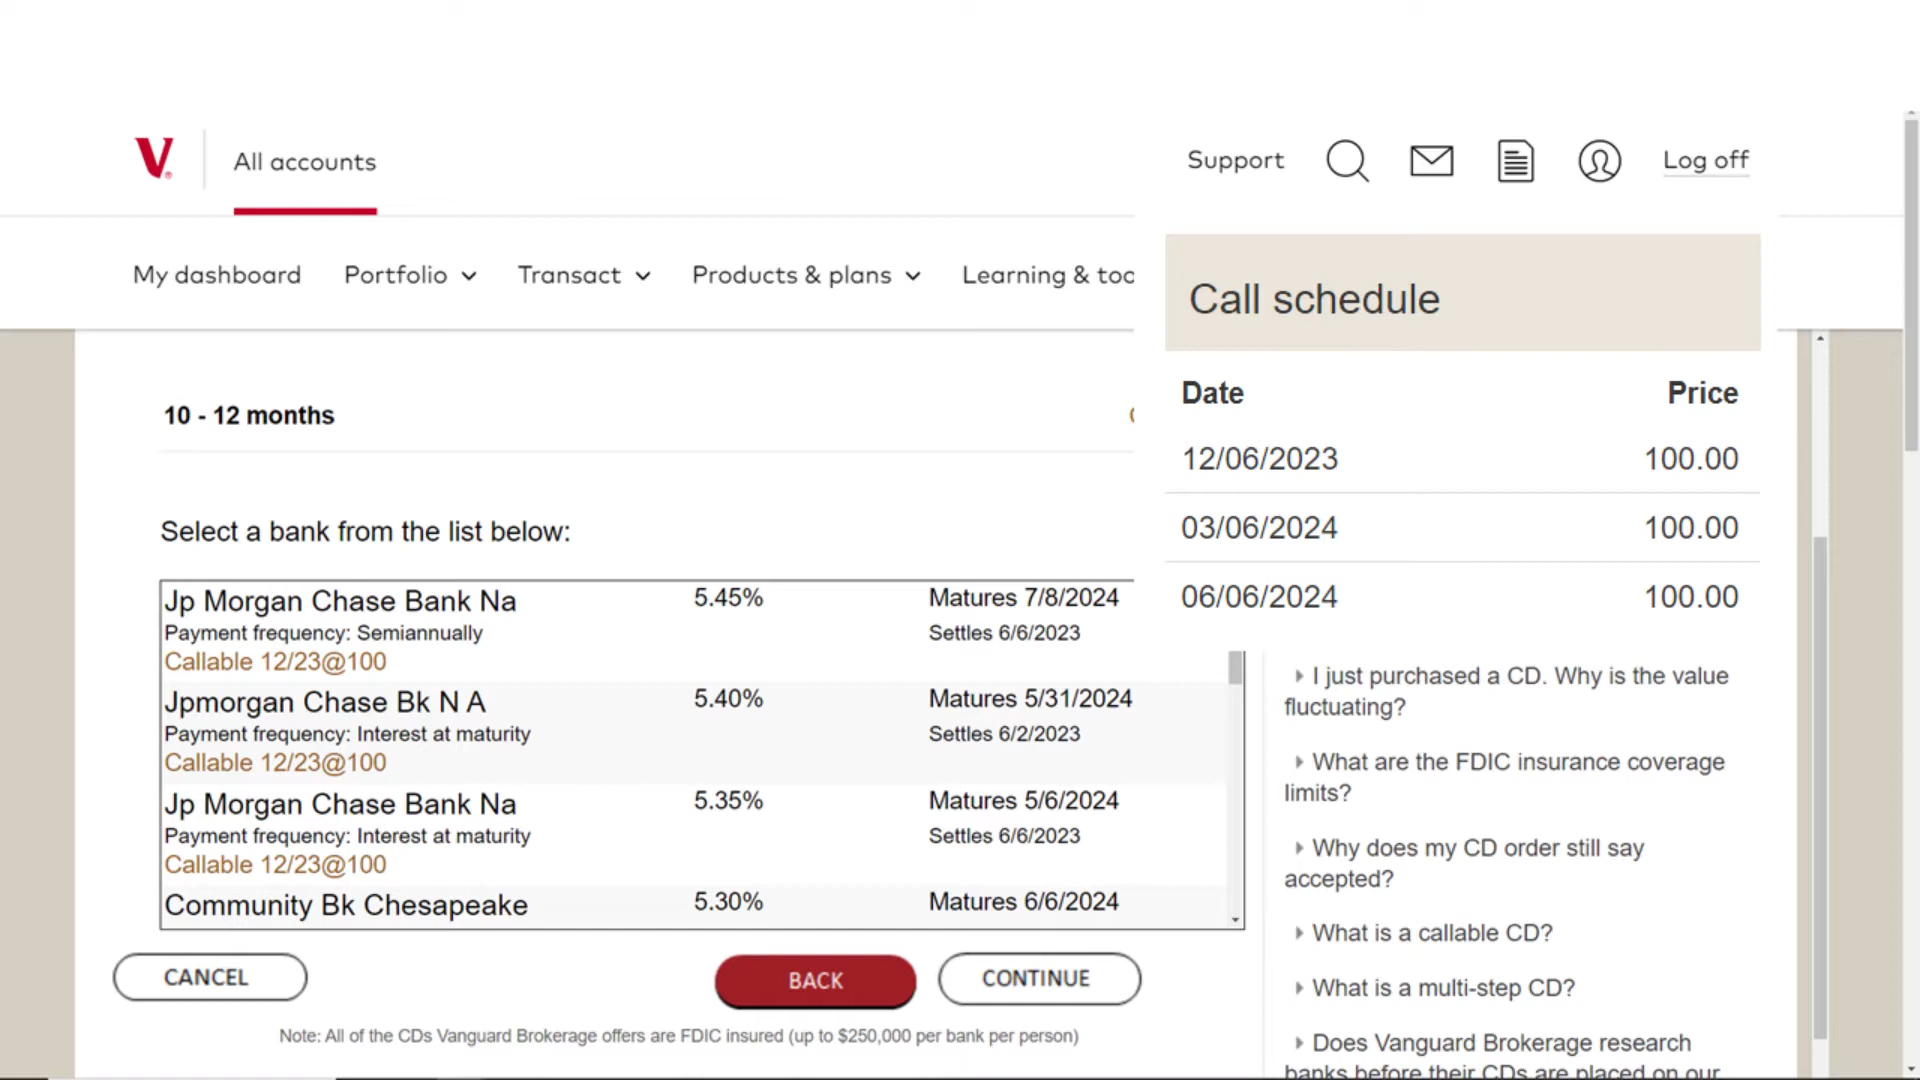 All accounts
Support
Log off
My dashboard
Portfolio
Transact
Products & plans
Learning & too
Call schedule
Date Price
12/06/2023 100.00
03/06/2024 100.00
06/06/2024 100.00
10 - 12 months
Select a bank from the list below:
Jp Morgan Chase Bank Na 5.45% Matures 7/8/2024
Payment frequency: Semiannually Settles 6/6/2023
Callable 12/23@100
Jpmorgan Chase Bk N A 5.40% Matures 5/31/2024
Payment frequency: Interest at maturity Settles 6/2/2023
Callable 12/23@100
Jp Morgan Chase Bank Na 5.35% Matures 5/6/2024
Payment frequency: Interest at maturity Settles 6/6/2023
Callable 12/23@100
Community Bk Chesapeake 5.30% Matures 6/6/2024
CANCEL
BACK
CONTINUE
Note: All of the CDs Vanguard Brokerage offers are FDIC insured (up to $250,000 per bank per person)
I just purchased a CD. Why is the value
fluctuating?
What are the FDIC insurance coverage
limits?
Why does my CD order still say
accepted?
What is a callable CD?
What is a multi-step CD?
Does Vanguard Brokerage research
banks before their CDs are placed on our